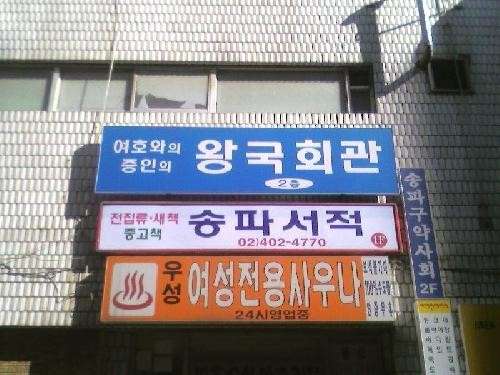 여호와의
증인의
왕국회관
2층
전집류·새책
중고책
송파서적
02)402-4770
우성
여성전용사우나
24시영업중
송파구약사회
2F